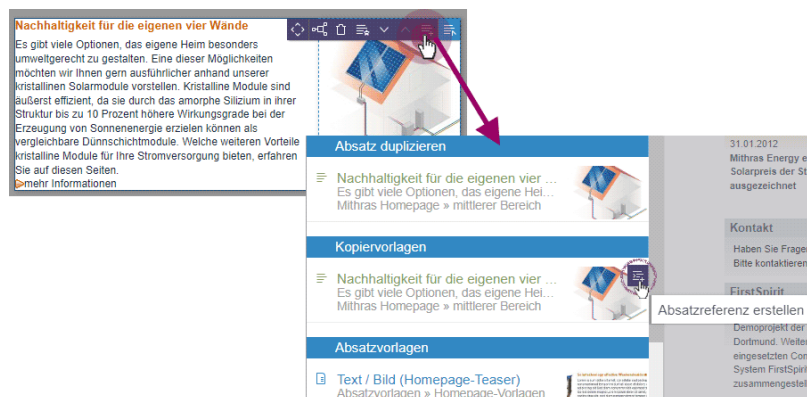 Nachhaltigkeit für die eigenen vier Wände
Es gibt viele Optionen, das eigene Heim besonders
umweltgerecht zu gestalten. Eine dieser Möglichkeiten
möchten wir Ihnen gern ausführlicher anhand unserer
kristallinen Solarmodule vorstellen. Kristalline Module sind
äußerst effizient, da sie durch das amorphe Silizium in ihrer
Struktur bis zu 10 Prozent höhere Wirkungsgrade bei der
Erzeugung von Sonnenenergie erzielen können als
vergleichbare Dünnschichtmodule. Welche weiteren Vorteile
kristalline Module für Ihre Stromversorgung bieten, erfahren
Sie auf diesen Seiten.
mehr Informationen
Absatz duplizieren
Nachhaltigkeit für die eigenen vier ...
Es gibt viele Optionen, das eigene Hei...
Mithras Homepage » mittlerer Bereich
Kopiervorlagen
Nachhaltigkeit für die eigenen vier ...
Es gibt viele Optionen, das eigene Hei...
Mithras Homepage » mittlerer Bereich
Absatzvorlagen
Text / Bild (Homepage-Teaser)
Absatzvorlagen » Homepage-Vorlagen
31.01.2012
Mithras Energy e
Solarpreis der St
ausgezeichnet
Kontakt
Haben Sie Frage
Bitte kontaktieren
FirstSpirit
Absatzreferenz erstellen
Demoprojekt der
Dortmund. Weiter
eingesetzten Con
System FirstSpiri
zusammengestell